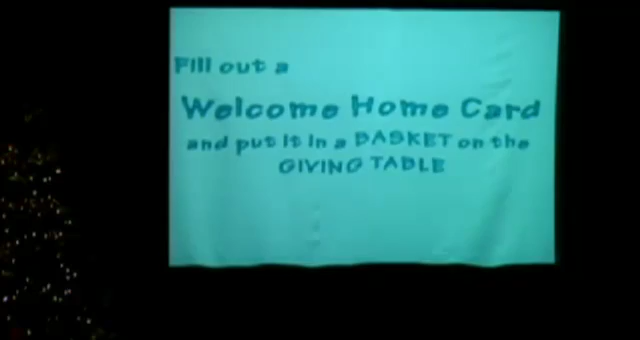 Fill out a
Welcome Home Card
and put it in a BASKET on the
GIVING TABLE